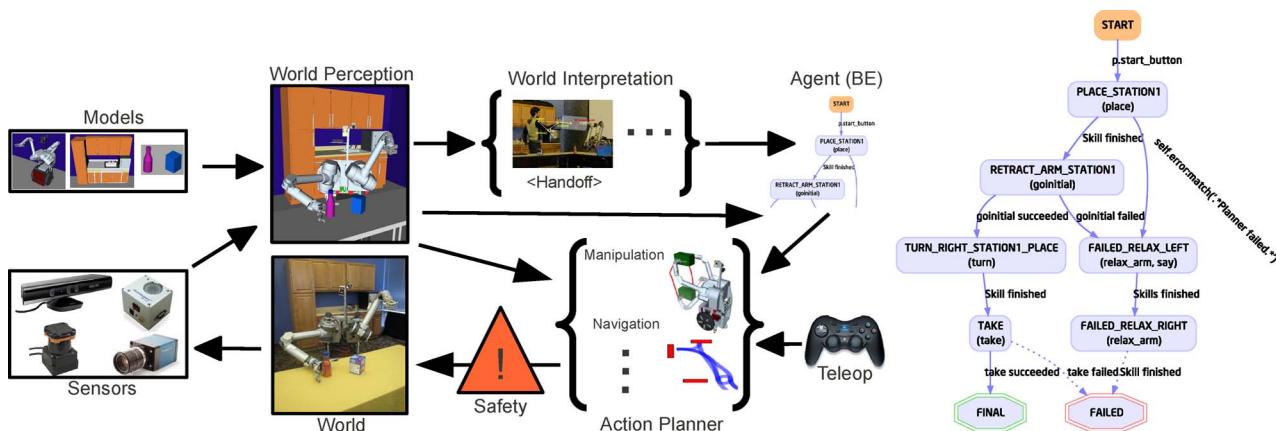 World Perception
World Interpretation
Agent (BE)
Models
<Handoff>
START
p.start_button
PLACE_STATION1
(place)
Skill finished
RETRACT_ARM_STATION1
(goinitial)
Manipulation
Navigation
Sensors
World
!
Safety
Action Planner
Teleop
START
p.start_button
PLACE_STATION1
(place)
Skill finished
self.error:match(".*Planner failed.*")
RETRACT_ARM_STATION1
(goinitial)
goinitial succeeded
goinitial failed
TURN_RIGHT_STATION1_PLACE
(turn)
FAILED_RELAX_LEFT
(relax_arm, say)
Skill finished
Skills finished
TAKE
(take)
FAILED_RELAX_RIGHT
(relax_arm)
take succeeded
take failed
Skill finished
FINAL
FAILED